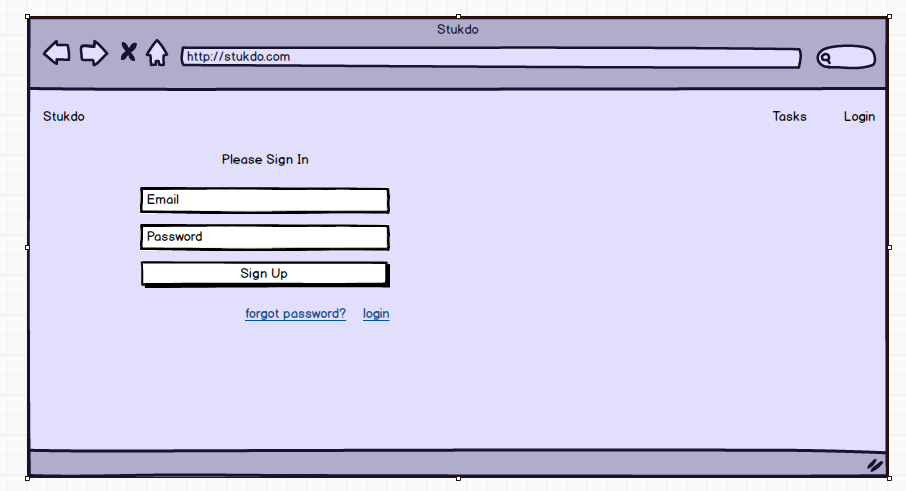 Stukdo
http://stukdo.com
Stukdo Tasks Login
Please Sign In
Email
Password
Sign Up
forgot password? login